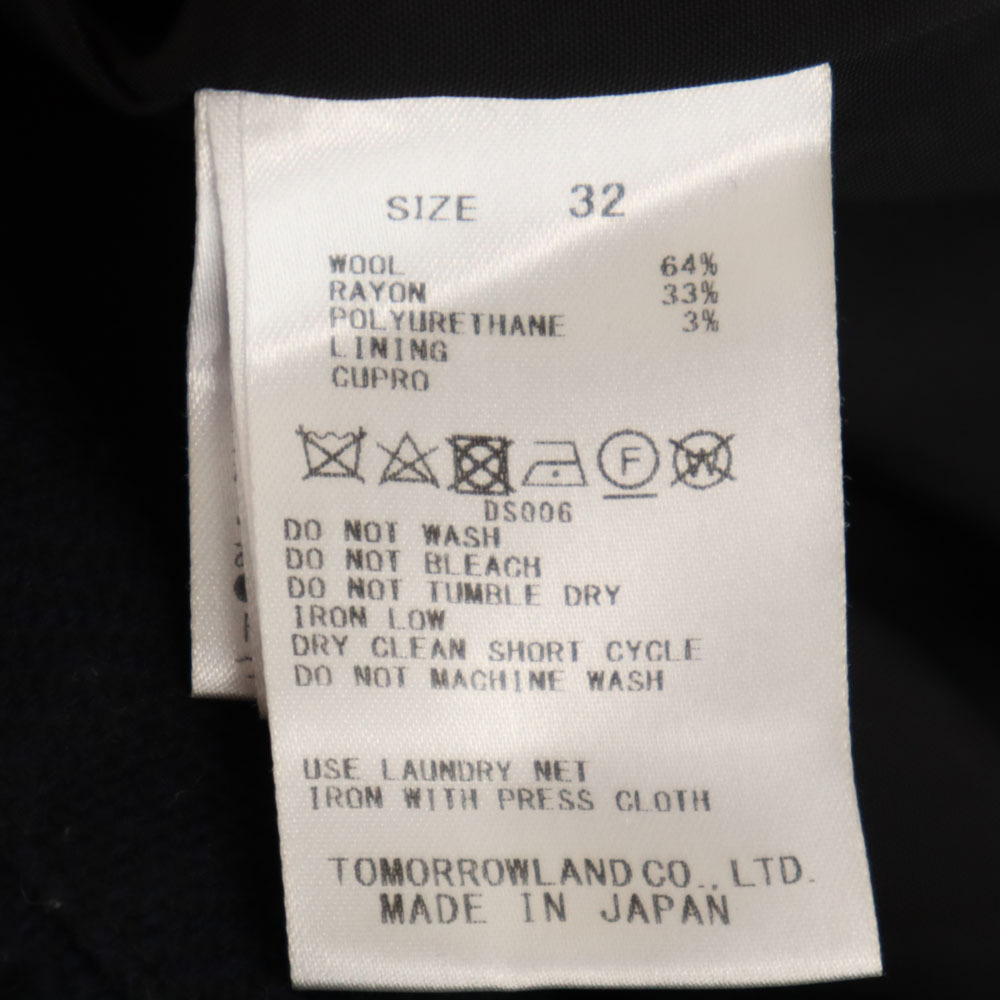 SIZE 32
WOOL 64%
RAYON 33%
POLYURETHANE 3%
LINING
CUPRO
F W
DS006
DO NOT WASH
DO NOT BLEACH
DO NOT TUMBLE DRY
IRON LOW
DRY CLEAN SHORT CYCLE
DO NOT MACHINE WASH
USE LAUNDRY NET
IRON WITH PRESS CLOTH
TOMORROWLAND CO., LTD.
MADE IN JAPAN